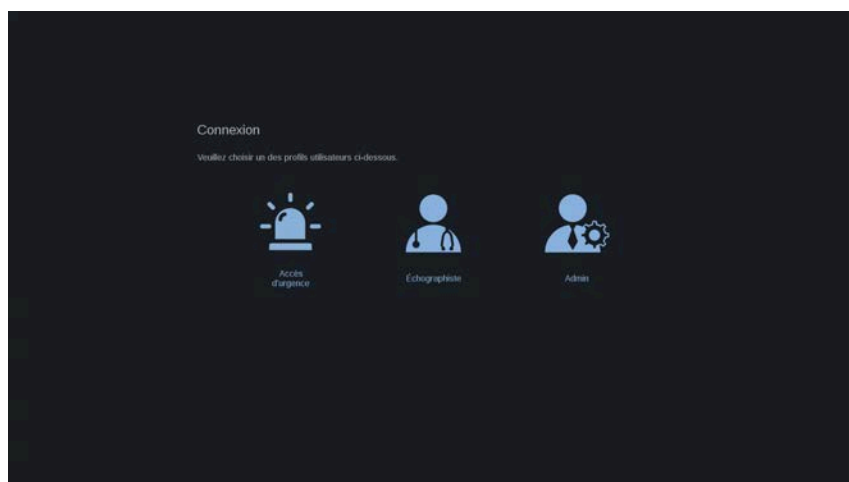 Connexion
Veuillez choisir un des profils utilisateurs ci-dessous.
Accès
d'urgence
Échographiste
Admin